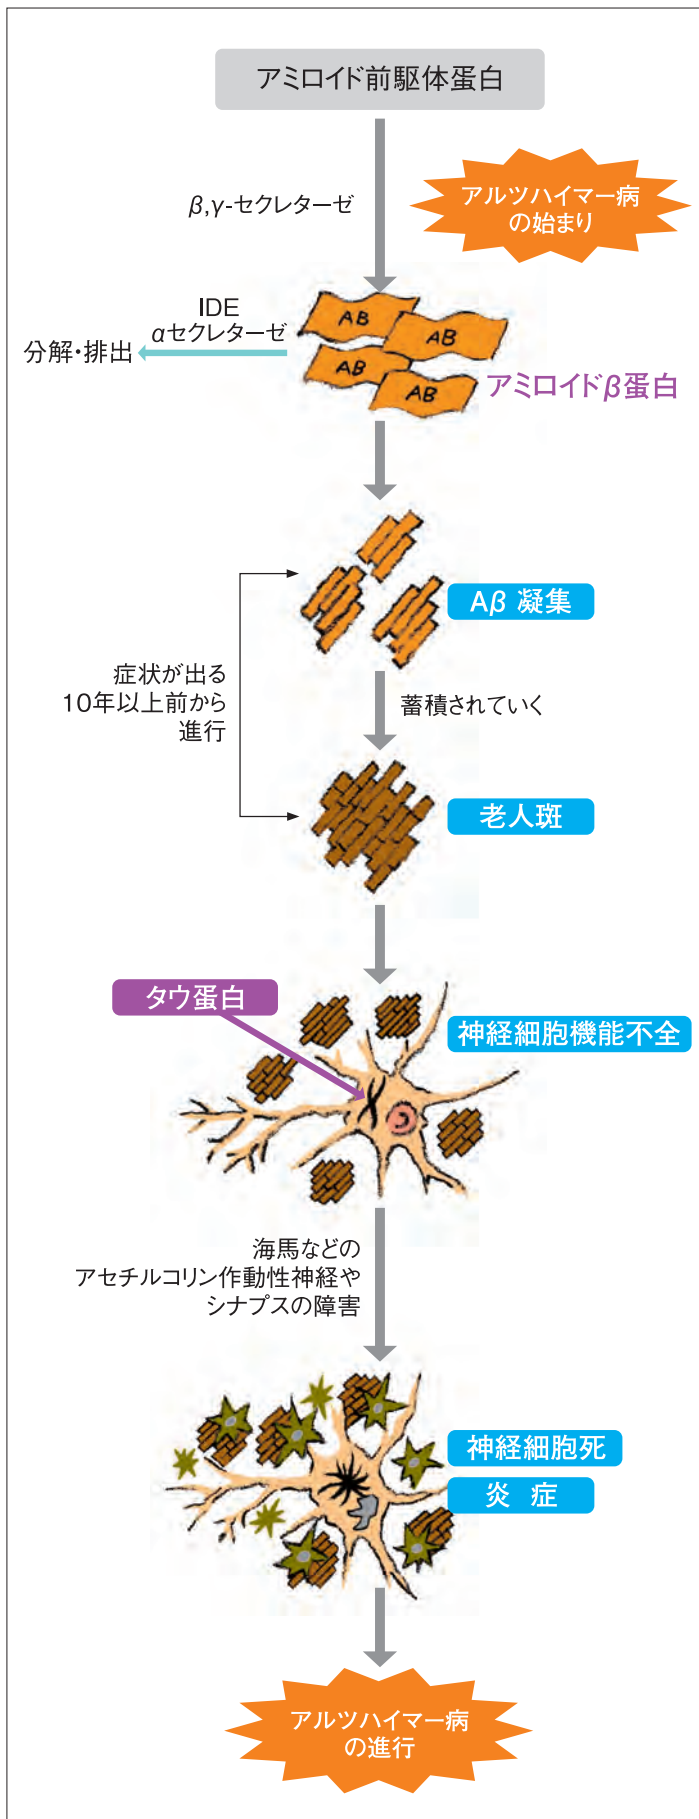 アミロイド前駆体蛋白
β,γ-セクレターゼ
アルツハイマー病
の始まり
IDE
αセクレターゼ
分解・排出
AB
AB
AB
AB
アミロイドβ蛋白
Aβ 凝集
症状が出る
10年以上前から
進行
蓄積されていく
老人斑
タウ蛋白
神経細胞機能不全
海馬などの
アセチルコリン作動性神経や
シナプスの障害
神経細胞死
炎 症
アルツハイマー病
の進行